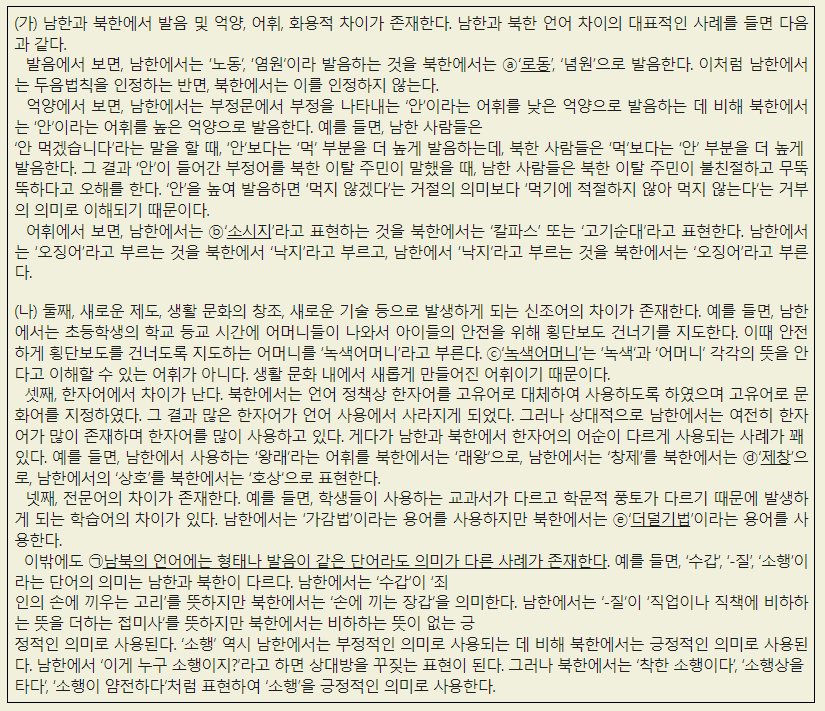 (가) 남한과 북한에서 발음 및 억양, 어휘, 화용적 차이가 존재한다. 남한과 북한 언어 차이의 대표적인 사례를 들면 다음
과 같다.
발음에서 보면, 남한에서는 '노동', '염원'이라 발음하는 것을 북한에서는 ⓐ'로동', '념원'으로 발음한다. 이처럼 남한에서
는 두음법칙을 인정하는 반면, 북한에서는 이를 인정하지 않는다.
억양에서 보면, 남한에서는 부정문에서 부정을 나타내는 '안'이라는 어휘를 낮은 억양으로 발음하는 데 비해 북한에서
는 '안'이라는 어휘를 높은 억양으로 발음한다. 예를 들면, 남한 사람들은
'안 먹겠습니다'라는 말을 할 때, '안'보다는 '먹' 부분을 더 높게 발음하는데, 북한 사람들은 '먹'보다는 '안' 부분을 더 높게
발음한다. 그 결과 '안'이 들어간 부정어를 북한 이탈 주민이 말했을 때, 남한 사람들은 북한 이탈 주민이 불친절하고 무뚝
뚝하다고 오해를 한다. '안'을 높여 발음하면 '먹지 않겠다'는 거절의 의미보다 '먹기에 적절하지 않아 먹지 않는다'는 거부
의 의미로 이해되기 때문이다.
어휘에서 보면, 남한에서는 ⓑ'소시지'라고 표현하는 것을 북한에서는 '칼파스' 또는 '고기순대'라고 표현한다. 남한에서
는 '오징어'라고 부르는 것을 북한에서 '낙지'라고 부르고, 남한에서 '낙지'라고 부르는 것을 북한에서는 '오징어'라고 부른
다.
(나) 둘째, 새로운 제도, 생활 문화의 창조, 새로운 기술 등으로 발생하게 되는 신조어의 차이가 존재한다. 예를 들면, 남한
에서는 초등학생의 학교 등교 시간에 어머니들이 나와서 아이들의 안전을 위해 횡단보도 건너기를 지도한다. 이때 안전
하게 횡단보도를 건너도록 지도하는 어머니를 '녹색어머니'라고 부른다. ⓒ'녹색어머니'는 '녹색'과 '어머니' 각각의 뜻을 안
다고 이해할 수 있는 어휘가 아니다. 생활 문화 내에서 새롭게 만들어진 어휘이기 때문이다.
셋째, 한자어에서 차이가 난다. 북한에서는 언어 정책상 한자어를 고유어로 대체하여 사용하도록 하였으며 고유어로 문
화어를 지정하였다. 그 결과 많은 한자어가 언어 사용에서 사라지게 되었다. 그러나 상대적으로 남한에서는 여전히 한자
어가 많이 존재하며 한자어를 많이 사용하고 있다. 게다가 남한과 북한에서 한자어의 어순이 다르게 사용되는 사례가 꽤
있다. 예를 들면, 남한에서 사용하는 '왕래'라는 어휘를 북한에서는 '래왕'으로, 남한에서는 '창제'를 북한에서는 ⓓ'제창'으
로, 남한에서의 '상호'를 북한에서는 '호상'으로 표현한다.
넷째, 전문어의 차이가 존재한다. 예를 들면, 학생들이 사용하는 교과서가 다르고 학문적 풍토가 다르기 때문에 발생하
게 되는 학습어의 차이가 있다. 남한에서는 '가감법'이라는 용어를 사용하지만 북한에서는 ⓔ'더덜기법'이라는 용어를 사
용한다.
이밖에도 ㉠남북의 언어에는 형태나 발음이 같은 단어라도 의미가 다른 사례가 존재한다. 예를 들면, '수갑', '-질', '소행'이
라는 단어의 의미는 남한과 북한이 다르다. 남한에서는 '수갑'이 '죄
인의 손에 끼우는 고리'를 뜻하지만 북한에서는 '손에 끼는 장갑'을 의미한다. 남한에서는 '-질'이 '직업이나 직책에 비하하
는 뜻을 더하는 접미사'를 뜻하지만 북한에서는 비하하는 뜻이 없는 긍
정적인 의미로 사용된다. '소행' 역시 남한에서는 부정적인 의미로 사용되는 데 비해 북한에서는 긍정적인 의미로 사용된
다. 남한에서 '이게 누구 소행이지?'라고 하면 상대방을 꾸짖는 표현이 된다. 그러나 북한에서는 '착한 소행이다', '소행상을
타다', '소행이 얌전하다'처럼 표현하여 '소행'을 긍정적인 의미로 사용한다.